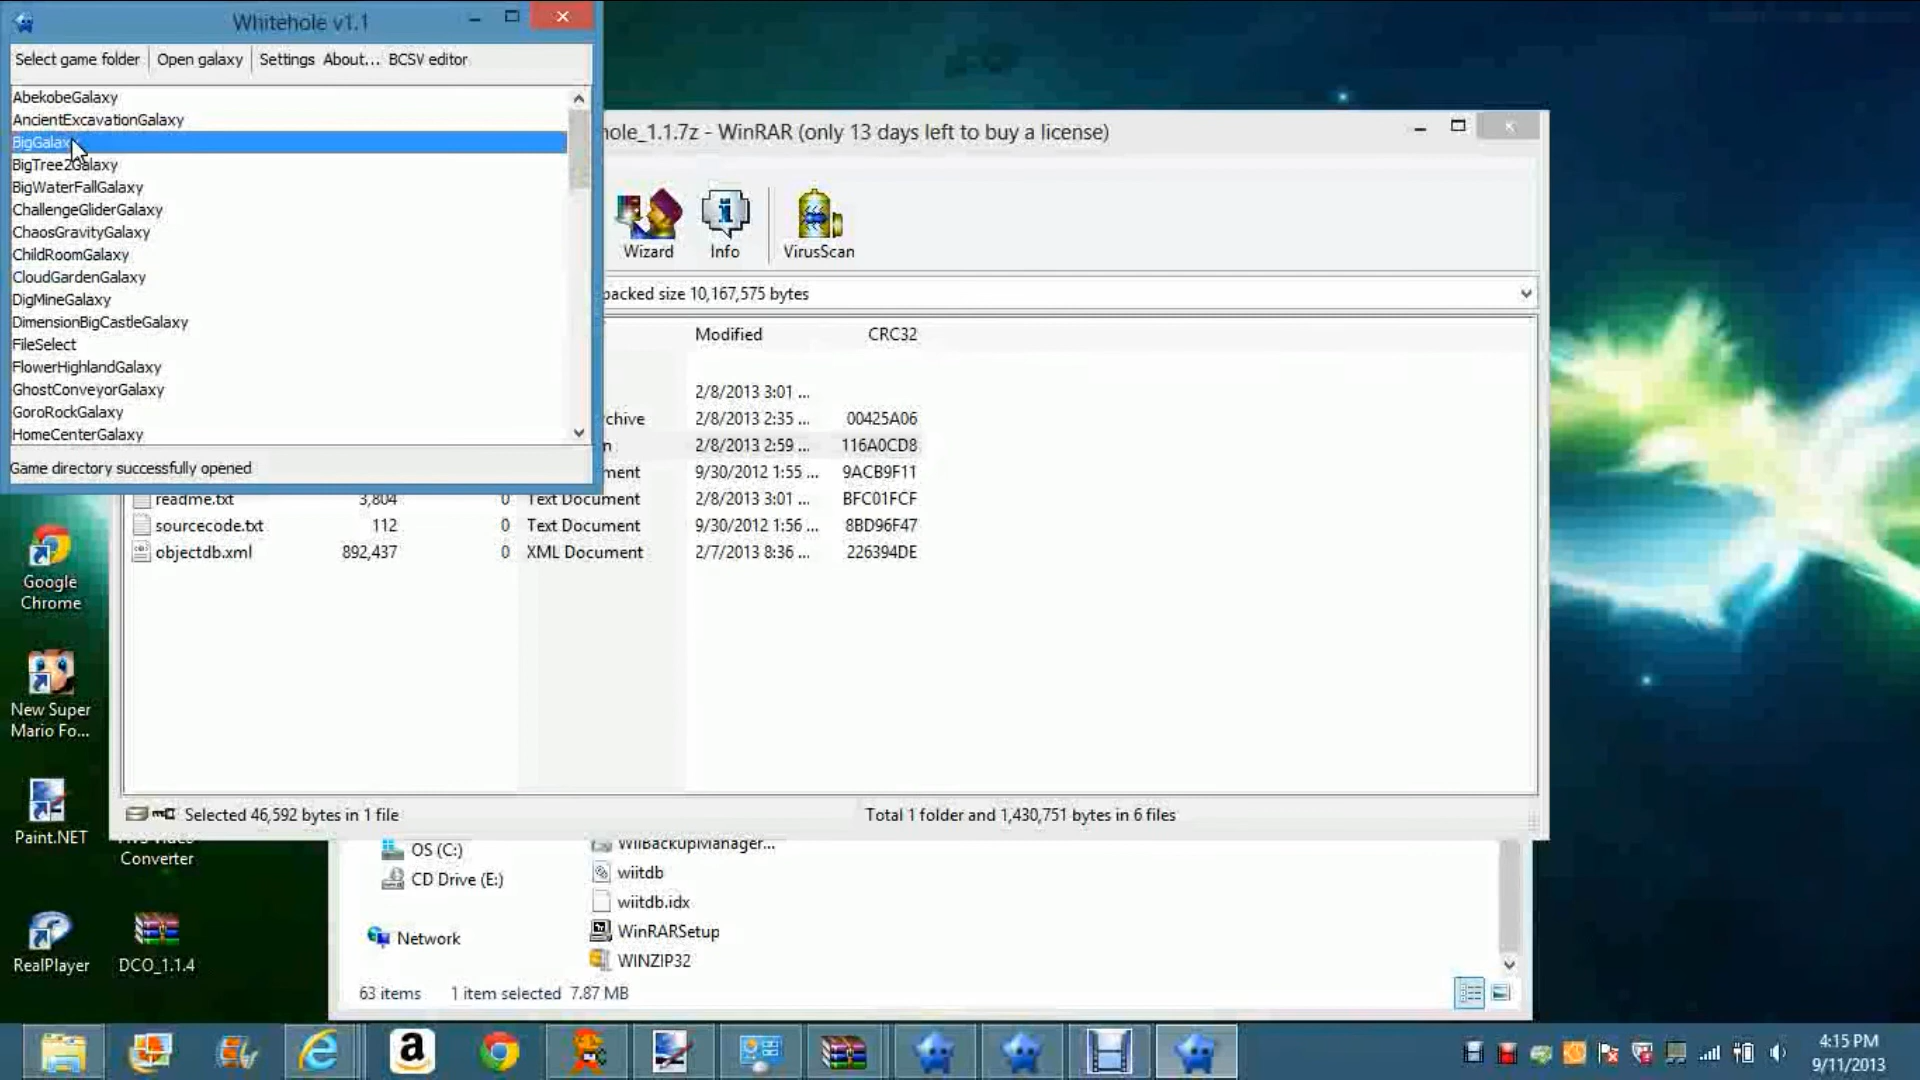 Whitehole v1.1
Select game folder Open galaxy Settings About... BCSV editor
AbekobeGalaxy
AncientExcavationGalaxy
BigGalaxy
BigTree2Galaxy
BigWaterFallGalaxy
ChallengeGliderGalaxy
ChaosGravityGalaxy
ChildRoomGalaxy
CloudGardenGalaxy
DigMineGalaxy
DimensionBigCastleGalaxy
FileSelect
FlowerHighlandGalaxy
GhostConveyorGalaxy
GoroRockGalaxy
HomeCenterGalaxy
Game directory successfully opened
hole_1.1.7z - WinRAR (only 13 days left to buy a license)
Wizard Info VirusScan
packed size 10,167,575 bytes
Modified CRC32
2/8/2013 3:01 ...
chive 2/8/2013 2:35 ... 00425A06
n 2/8/2013 2:59 ... 116A0CD8
ment 9/30/2012 1:55 ... 9ACB9F11
readme.txt 3,804 0 Text Document 2/8/2013 3:01 ... BFC01FCF
sourcecode.txt 112 0 Text Document 9/30/2012 1:56 ... 8BD96F47
objectdb.xml 892,437 0 XML Document 2/7/2013 8:36 ... 226394DE
Selected 46,592 bytes in 1 file Total 1 folder and 1,430,751 bytes in 6 files
OS (C:)
CD Drive (E:)
Network
WiiBackupManager...
wiitdb
wiitdb.idx
WinRARSetup
WINZIP32
63 items 1 item selected 7.87 MB
Google
Chrome
New Super
Mario Fo...
Paint.NET
Converter
RealPlayer
DCO_1.1.4
4:15 PM
9/11/2013